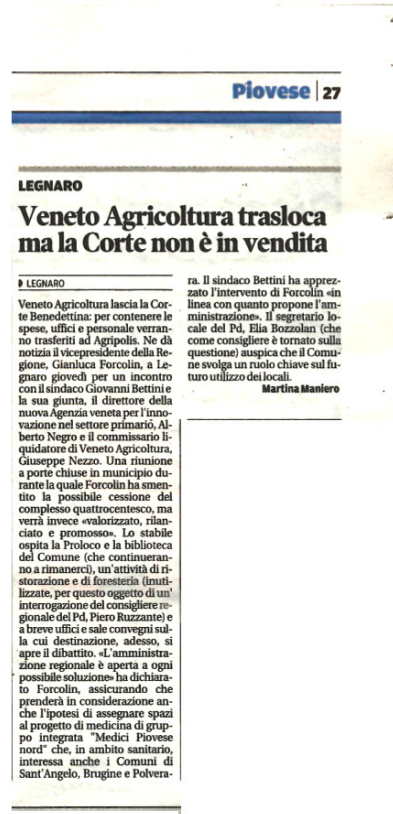 Piovese | 27
LEGNARO
Veneto Agricoltura trasloca
ma la Corte non è in vendita
LEGNARO
Veneto Agricoltura lascia la Cor-
te Benedettina: per contenere le
spese, uffici e personale verran-
no trasferiti ad Agripolis. Ne dà
notizia il vicepresidente della Re-
gione, Gianluca Forcolin, a Le-
gnaro giovedì per un incontro
con il sindaco Giovanni Bettini e
la sua giunta, il direttore della
nuova Agenzia veneta per l'inno-
vazione nel settore primario, Al-
berto Negro e il commissario li-
quidatore di Veneto Agricoltura,
Giuseppe Nezzo. Una riunione
a porte chiuse in municipio du-
rante la quale Forcolin ha smen-
tito la possibile cessione del
complesso quattrocentesco, ma
verrà invece «valorizzato, rilan-
ciato e promosso». Lo stabile
ospita la Proloco e la biblioteca
del Comune (che continueran-
no a rimanerci), un'attività di ri-
storazione e di foresteria (inuti-
lizzate, per questo oggetto di un'
interrogazione del consigliere re-
gionale del Pd, Piero Ruzzante) e
a breve uffici e sale convegni sul-
la cui destinazione, adesso, si
apre il dibattito. «L'amministra-
zione regionale è aperta a ogni
possibile soluzione» ha dichiara-
to Forcolin, assicurando che
prenderà in considerazione an-
che l'ipotesi di assegnare spazi
al progetto di medicina di grup-
po integrata "Medici Piovese
nord" che, in ambito sanitario,
interessa anche i Comuni di
Sant'Angelo, Brugine e Polvera-
ra. Il sindaco Bettini ha apprez-
zato l'intervento di Forcolin «in
linea con quanto propone l'am-
ministrazione». Il segretario lo-
cale del Pd, Elia Bozzolan (che
come consigliere è tornato sulla
questione) auspica che il Comu-
ne svolga un ruolo chiave sul fu-
turo utilizzo dei locali.
Martina Maniero